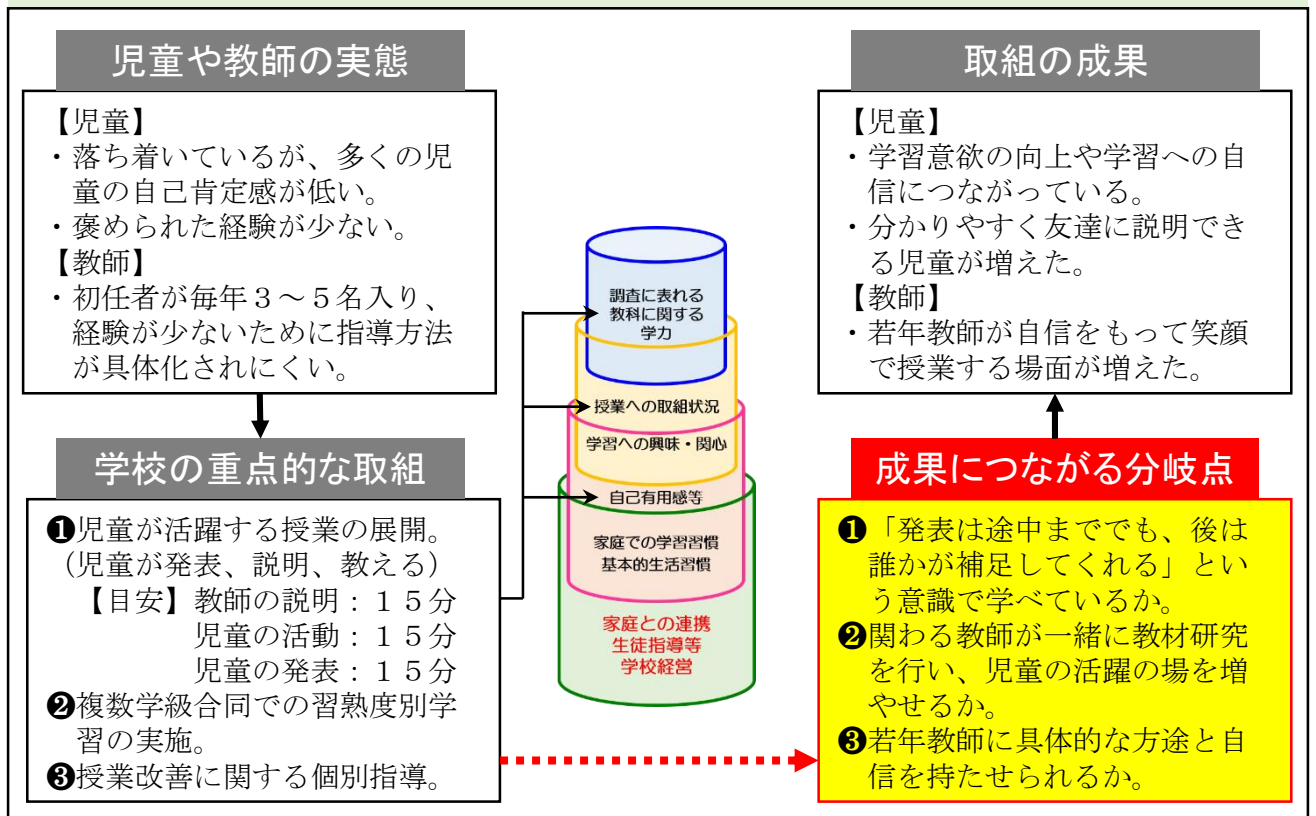 児童や教師の実態
【児童】
・落ち着いているが、多くの児
童の自己肯定感が低い。
・褒められた経験が少ない。
【教師】
・初任者が毎年３～５名入り、
経験が少ないために指導方法
が具体化されにくい。
学校の重点的な取組
❶児童が活躍する授業の展開。
（児童が発表、説明、教える）
【目安】教師の説明：１５分
児童の活動：１５分
児童の発表：１５分
❷複数学級合同での習熟度別学
習の実施。
❸授業改善に関する個別指導。
調査に表れる
教科に関する
学力
授業への取組状況
学習への興味・関心
自己有用感等
家庭での学習習慣
基本的生活習慣
家庭との連携
生徒指導等
学校経営
取組の成果
【児童】
・学習意欲の向上や学習への自
信につながっている。
・分かりやすく友達に説明でき
る児童が増えた。
【教師】
・若年教師が自信をもって笑顔
で授業する場面が増えた。
成果につながる分岐点
❶「発表は途中まででも、後は
誰かが補足してくれる」とい
う意識で学べているか。
❷関わる教師が一緒に教材研究
を行い、児童の活躍の場を増
やせるか。
❸若年教師に具体的な方途と自
信を持たせられるか。